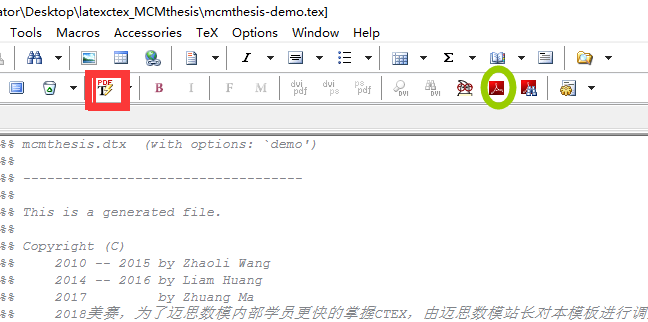 ator\Desktop\latexctex_MCMthesis\mcmthesis-demo.tex]
Tools Macros Accessories TeX Options Window Help
I Σ
PDF T B I F M dvi pdf dvi ps ps pdf DVI DVI
%% mcmthesis.dtx (with options: `demo')
%%
%% -----------------------------------
%%
%% This is a generated file.
%%
%% Copyright (C)
%% 2010 -- 2015 by Zhaoli Wang
%% 2014 -- 2016 by Liam Huang
%% 2017 by Zhuang Ma
%% 2018美赛，为了迈思数模内部学员更快的掌握CTEX，由迈思数模站长对本模板进行调